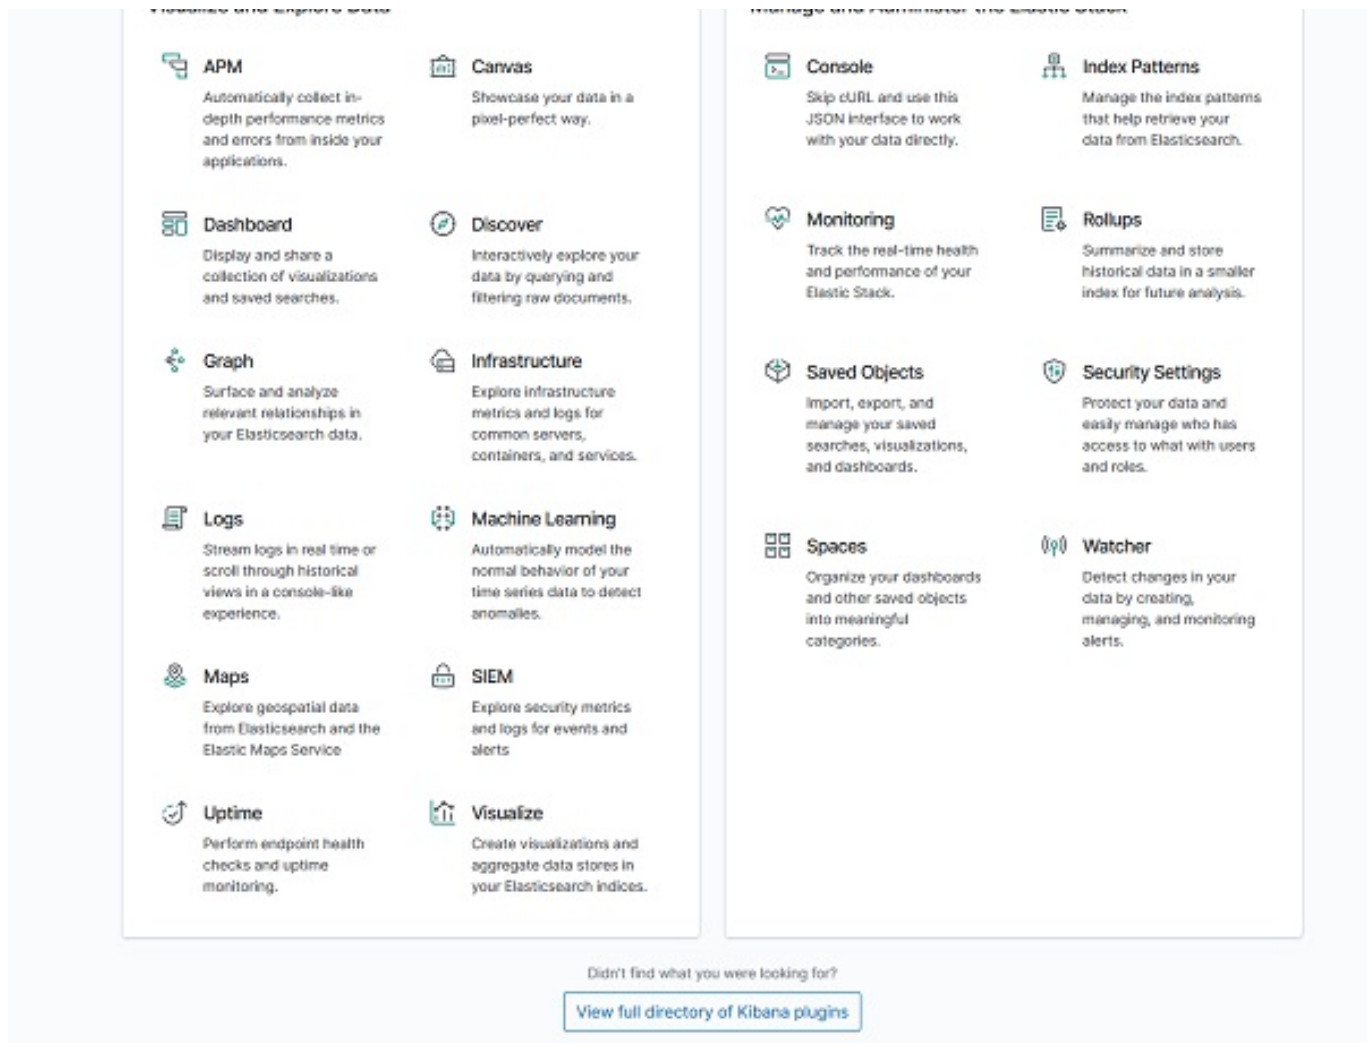 Visualize and Explore Data
APM
Automatically collect in-
depth performance metrics
and errors from inside your
applications.
Canvas
Showcase your data in a
pixel-perfect way.
Dashboard
Display and share a
collection of visualizations
and saved searches.
Discover
Interactively explore your
data by querying and
filtering raw documents.
Graph
Surface and analyze
relevant relationships in
your Elasticsearch data.
Infrastructure
Explore infrastructure
metrics and logs for
common servers,
containers, and services.
Logs
Stream logs in real time or
scroll through historical
views in a console-like
experience.
Machine Learning
Automatically model the
normal behavior of your
time series data to detect
anomalies.
Maps
Explore geospatial data
from Elasticsearch and the
Elastic Maps Service
SIEM
Explore security metrics
and logs for events and
alerts
Uptime
Perform endpoint health
checks and uptime
monitoring.
Visualize
Create visualizations and
aggregate data stores in
your Elasticsearch indices.
Manage and Administer the Elastic Stack
Console
Skip cURL and use this
JSON interface to work
with your data directly.
Index Patterns
Manage the index patterns
that help retrieve your
data from Elasticsearch.
Monitoring
Track the real-time health
and performance of your
Elastic Stack.
Rollups
Summarize and store
historical data in a smaller
index for future analysis.
Saved Objects
Import, export, and
manage your saved
searches, visualizations,
and dashboards.
Security Settings
Protect your data and
easily manage who has
access to what with users
and roles.
Spaces
Organize your dashboards
and other saved objects
into meaningful
categories.
Watcher
Detect changes in your
data by creating,
managing, and monitoring
alerts.
Didn't find what you were looking for?
View full directory of Kibana plugins